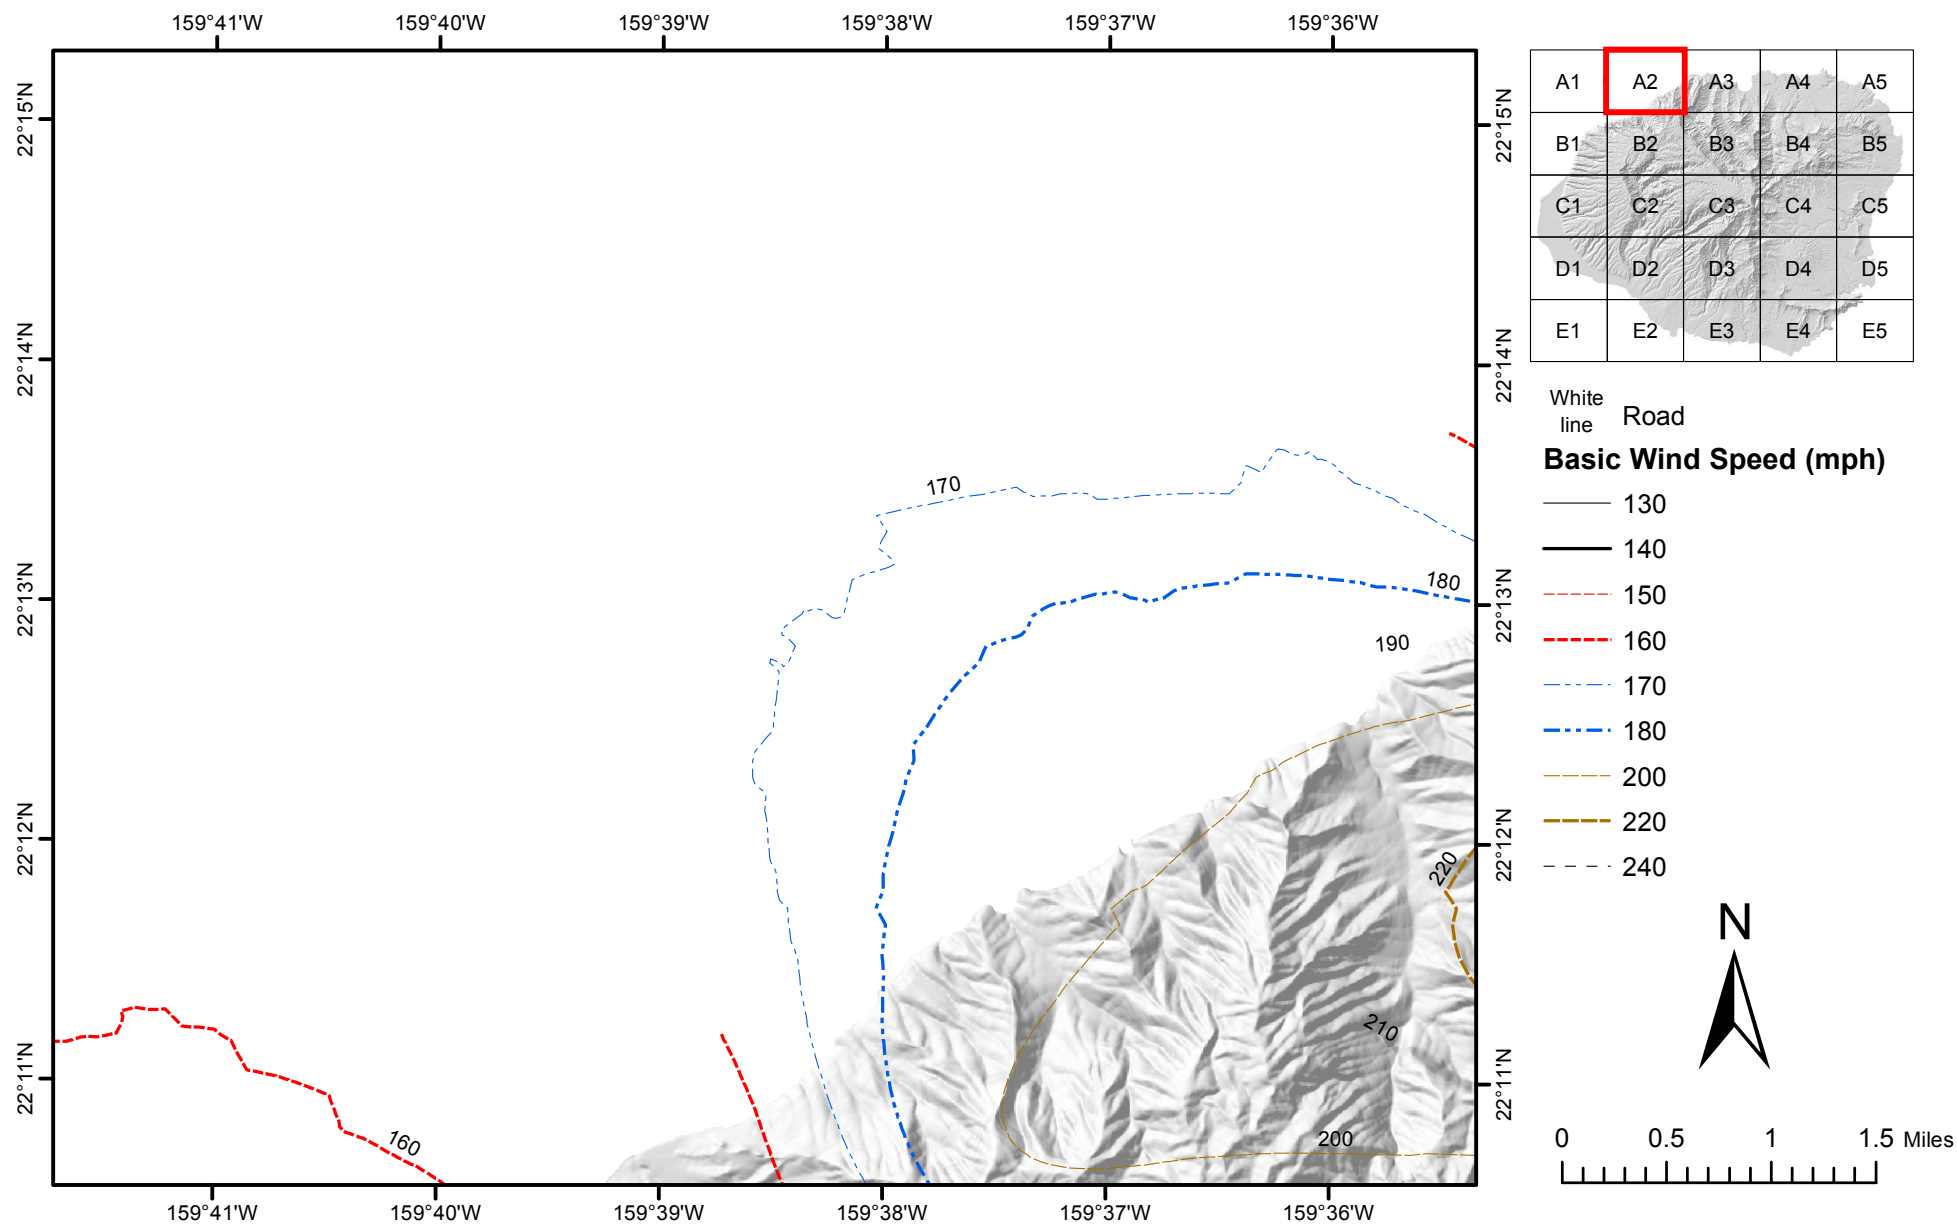 159°41'W 159°40'W 159°39'W 159°38'W 159°37'W 159°36'W
22°15'N
22°14'N
22°13'N
22°12'N
22°11'N
170
180
190
220
210
200
160
22°15'N
22°14'N
22°13'N
22°12'N
22°11'N
159°41'W 159°40'W 159°39'W 159°38'W 159°37'W 159°36'W
A1 A2 A3 A4 A5
B1 B2 B3 B4 B5
C1 C2 C3 C4 C5
D1 D2 D3 D4 D5
E1 E2 E3 E4 E5
White
line Road
Basic Wind Speed (mph)
130
140
150
160
170
180
200
220
240
N
0 0.5 1 1.5 Miles